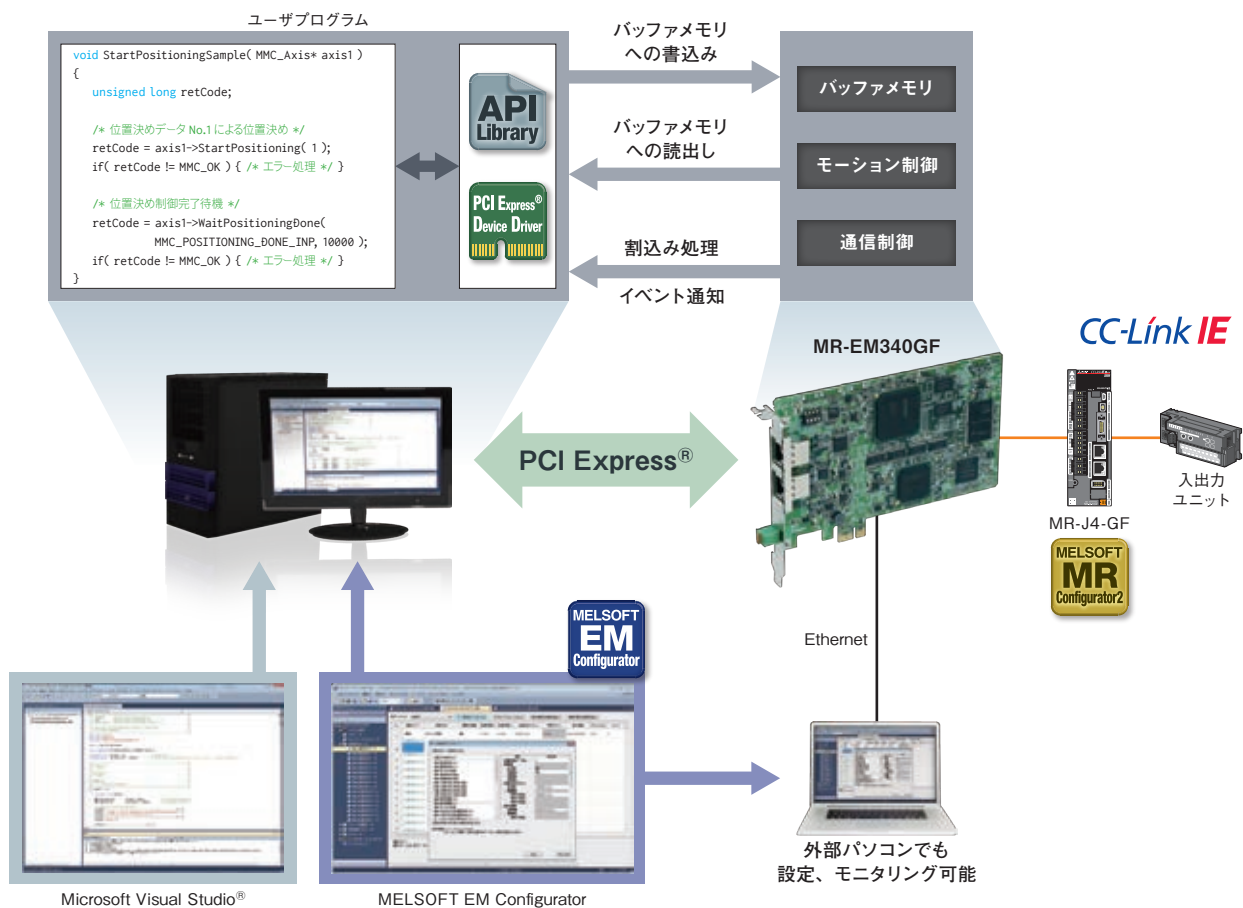 ユーザプログラム
void StartPositioningSample( MMC_Axis* axis1 )
{
unsigned long retCode;
/* 位置決めデータ No.1 による位置決め */
retCode = axis1->StartPositioning( 1 );
if( retCode != MMC_OK ) { /* エラー処理 */ }
/* 位置決め制御完了待機 */
retCode = axis1->WaitPositioningÐone(
MMC_POSITIONING_ÐONE_INP, 10000 );
if( retCode != MMC_OK ) { /* エラー処理 */ }
}
API
Library
PCI Express®
Device Driver
バッファメモリ
への書込み
バッファメモリ
への読出し
割込み処理
イベント通知
バッファメモリ
モーション制御
通信制御
MR-EM340GF
CC-Link IE
PCI Express®
MR-J4-GF
入出力
ユニット
MELSOFT
MR
Configurator2
Ethernet
MELSOFT
EM
Configurator
Microsoft Visual Studio®
MELSOFT EM Configurator
外部パソコンでも
設定、モニタリング可能